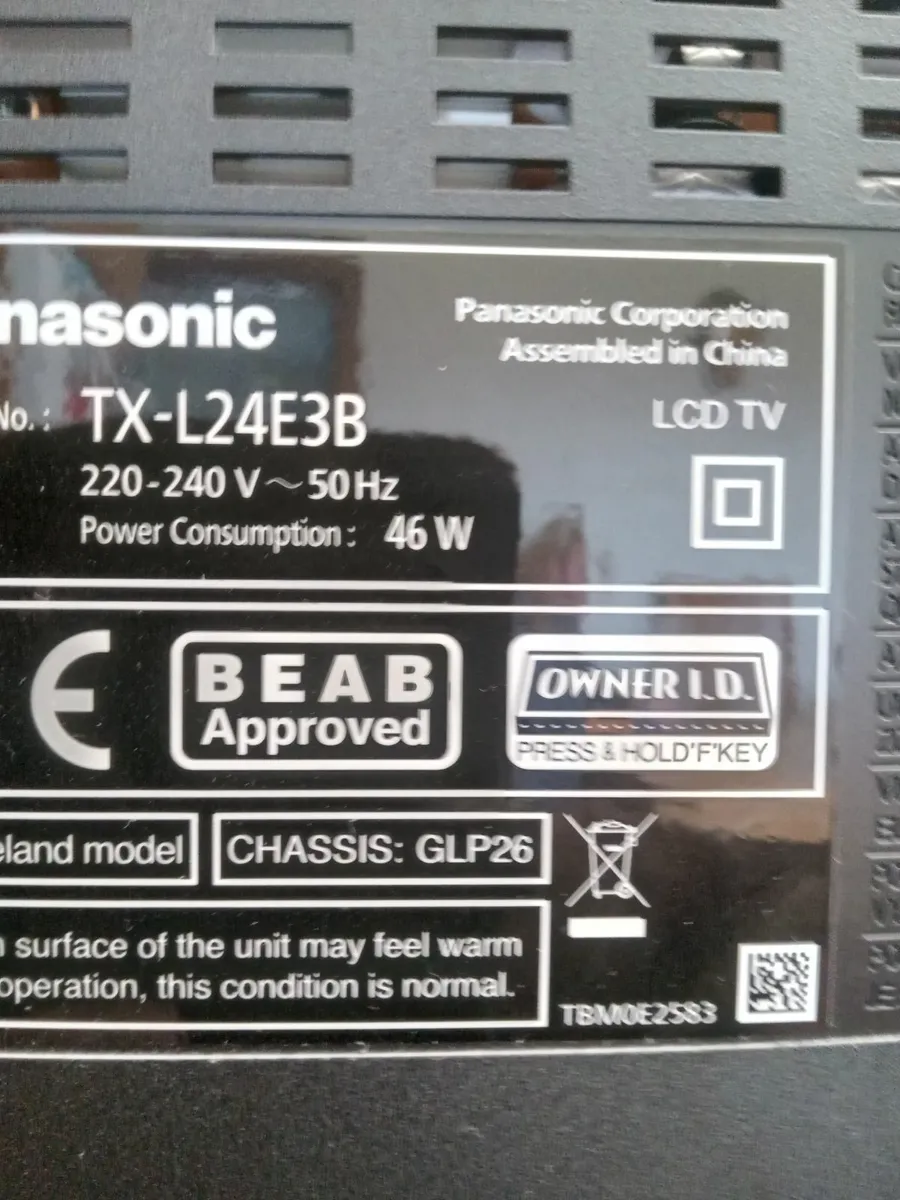 nasonic
Panasonic Corporation
Assembled in China
No.: TX-L24E3B
LCD TV
220-240 V ~ 50 Hz
Power Consumption: 46 W
CE
BEAB
Approved
OWNER I.D.
PRESS & HOLD'F'KEY
eland model
CHASSIS: GLP26
surface of the unit may feel warm
operation, this condition is normal.
TBM0E2583